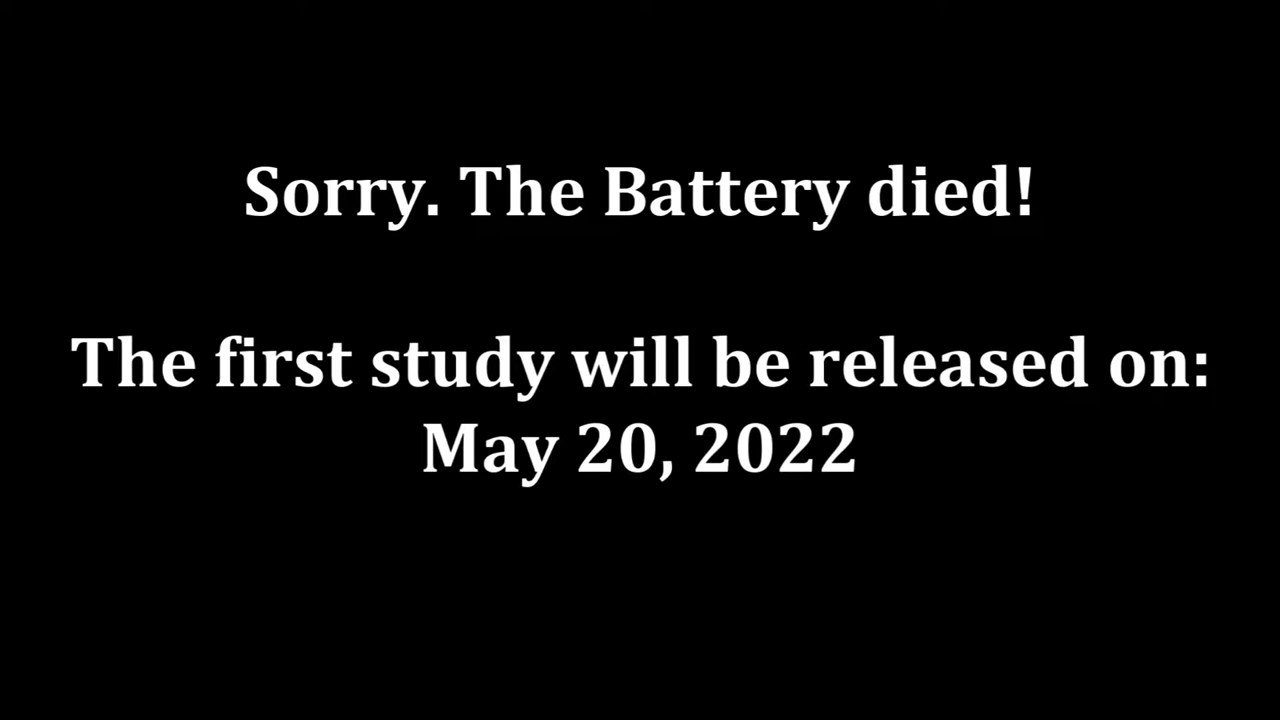 Sorry. The Battery died!
The first study will be released on:
May 20, 2022